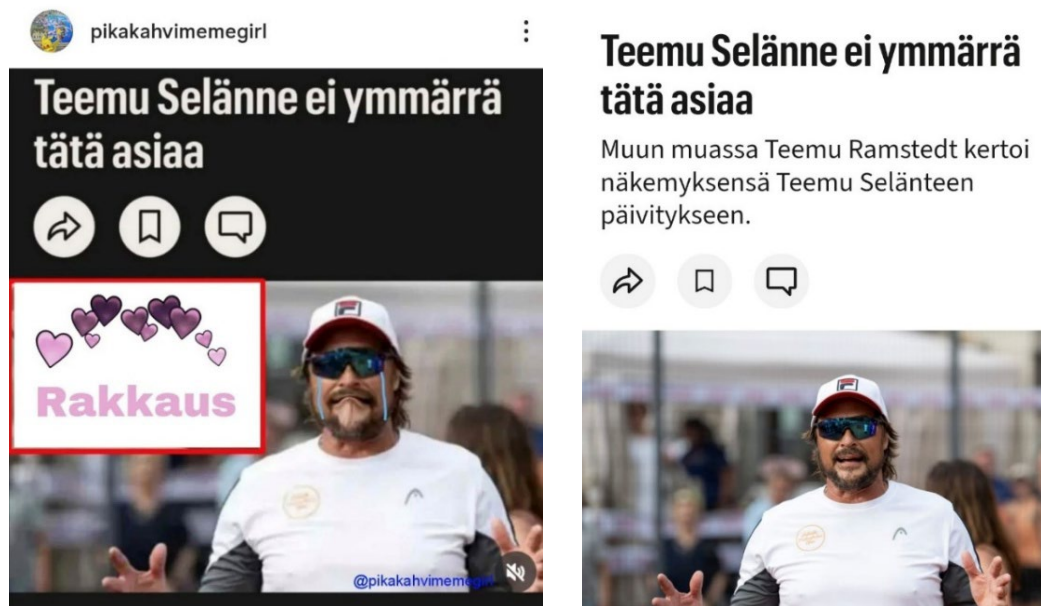 pikakahvimemegirl
Teemu Selänne ei ymmärrä
tätä asiaa
Rakkaus
@pikakahvimemegirl
Teemu Selänne ei ymmärrä
tätä asiaa
Muun muassa Teemu Ramstedt kertoi
näkemyksensä Teemu Selänteen
päivitykseen.